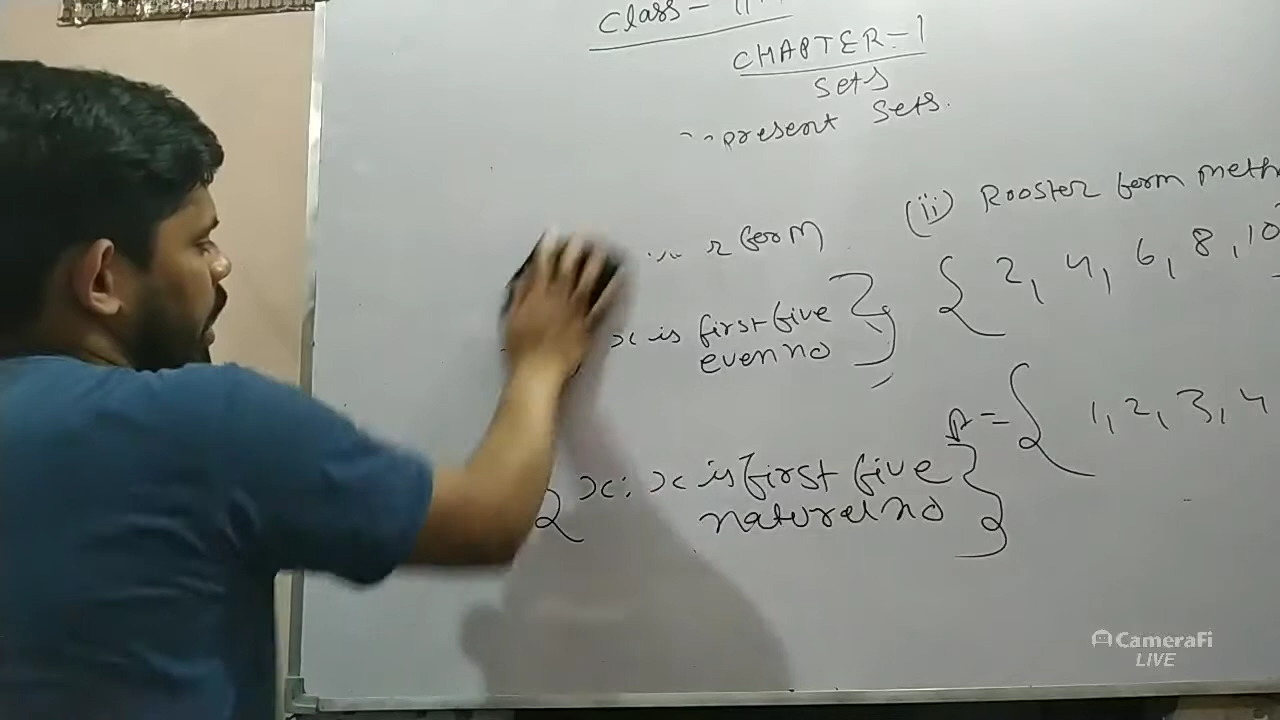 Class -
CHAPTER-1
Sets
present Sets.
(ii) Rooster form meth
r form
{ 2, 4, 6, 8, 10
x is first five }
even no
A = { 1, 2, 3, 4
{ x : x is first five }
natural no
CameraFi
LIVE